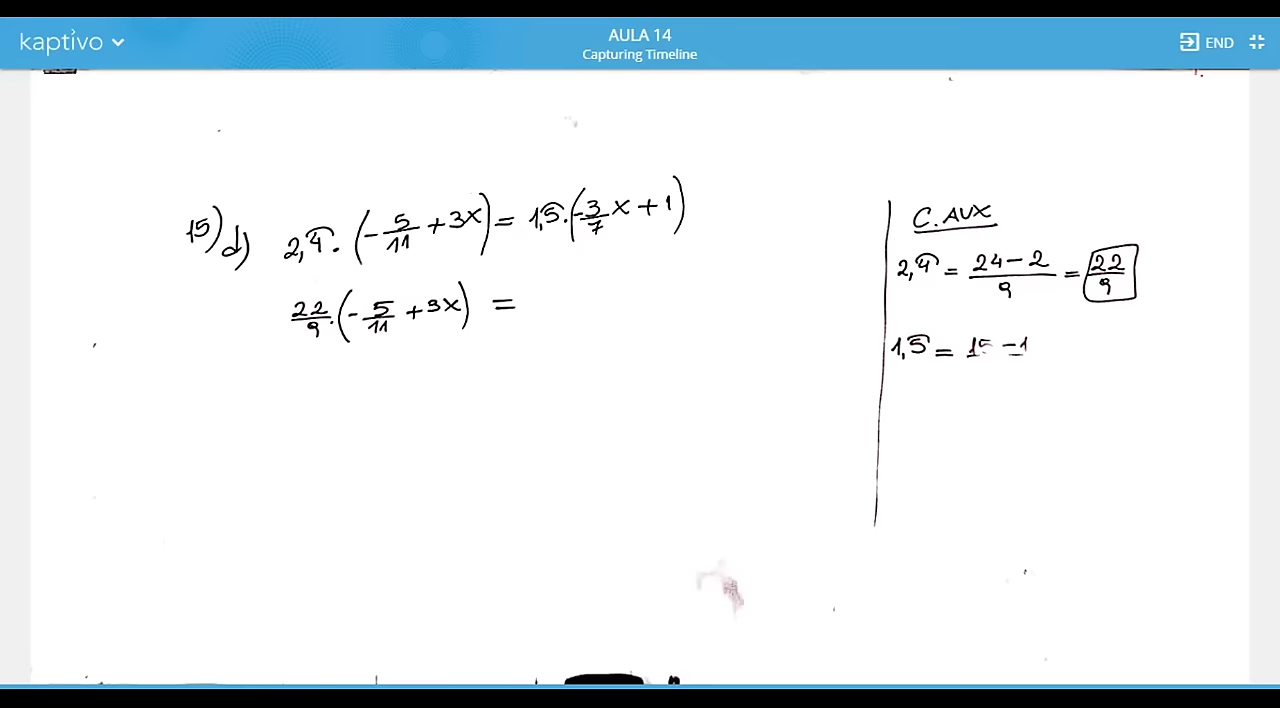 kaptivo
AULA 14
Capturing Timeline
END
15) d) 2,4̂ . (-5/11 + 3x) = 1,5̂ . (-3/7 x + 1)
22/9 . (-5/11 + 3x) =
C. AUX
2,4̂ = 24-2/9 = 22/9
1,5̂ = 15 -1